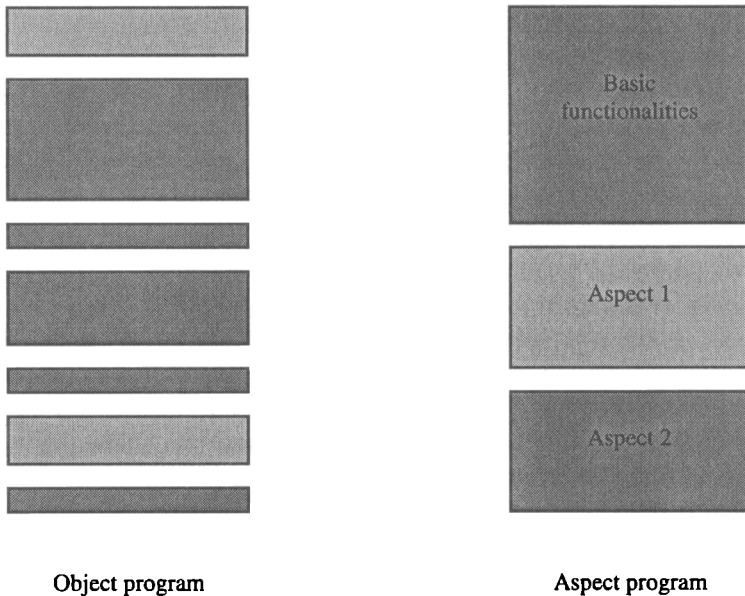 Basic
functionalities
Aspect 1
Aspect 2
Object program
Aspect program